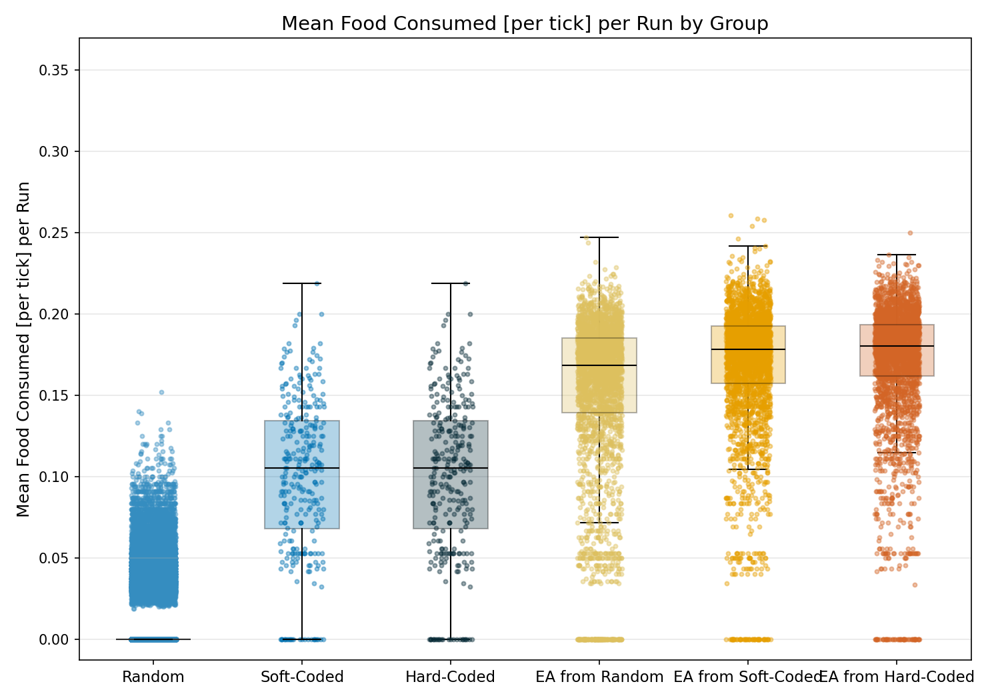 Mean Food Consumed [per tick] per Run by Group
Mean Food Consumed [per tick] per Run
0.35
0.30
0.25
0.20
0.15
0.10
0.05
0.00
Random
Soft-Coded
Hard-Coded
EA from Random
EA from Soft-Coded
EA from Hard-Coded